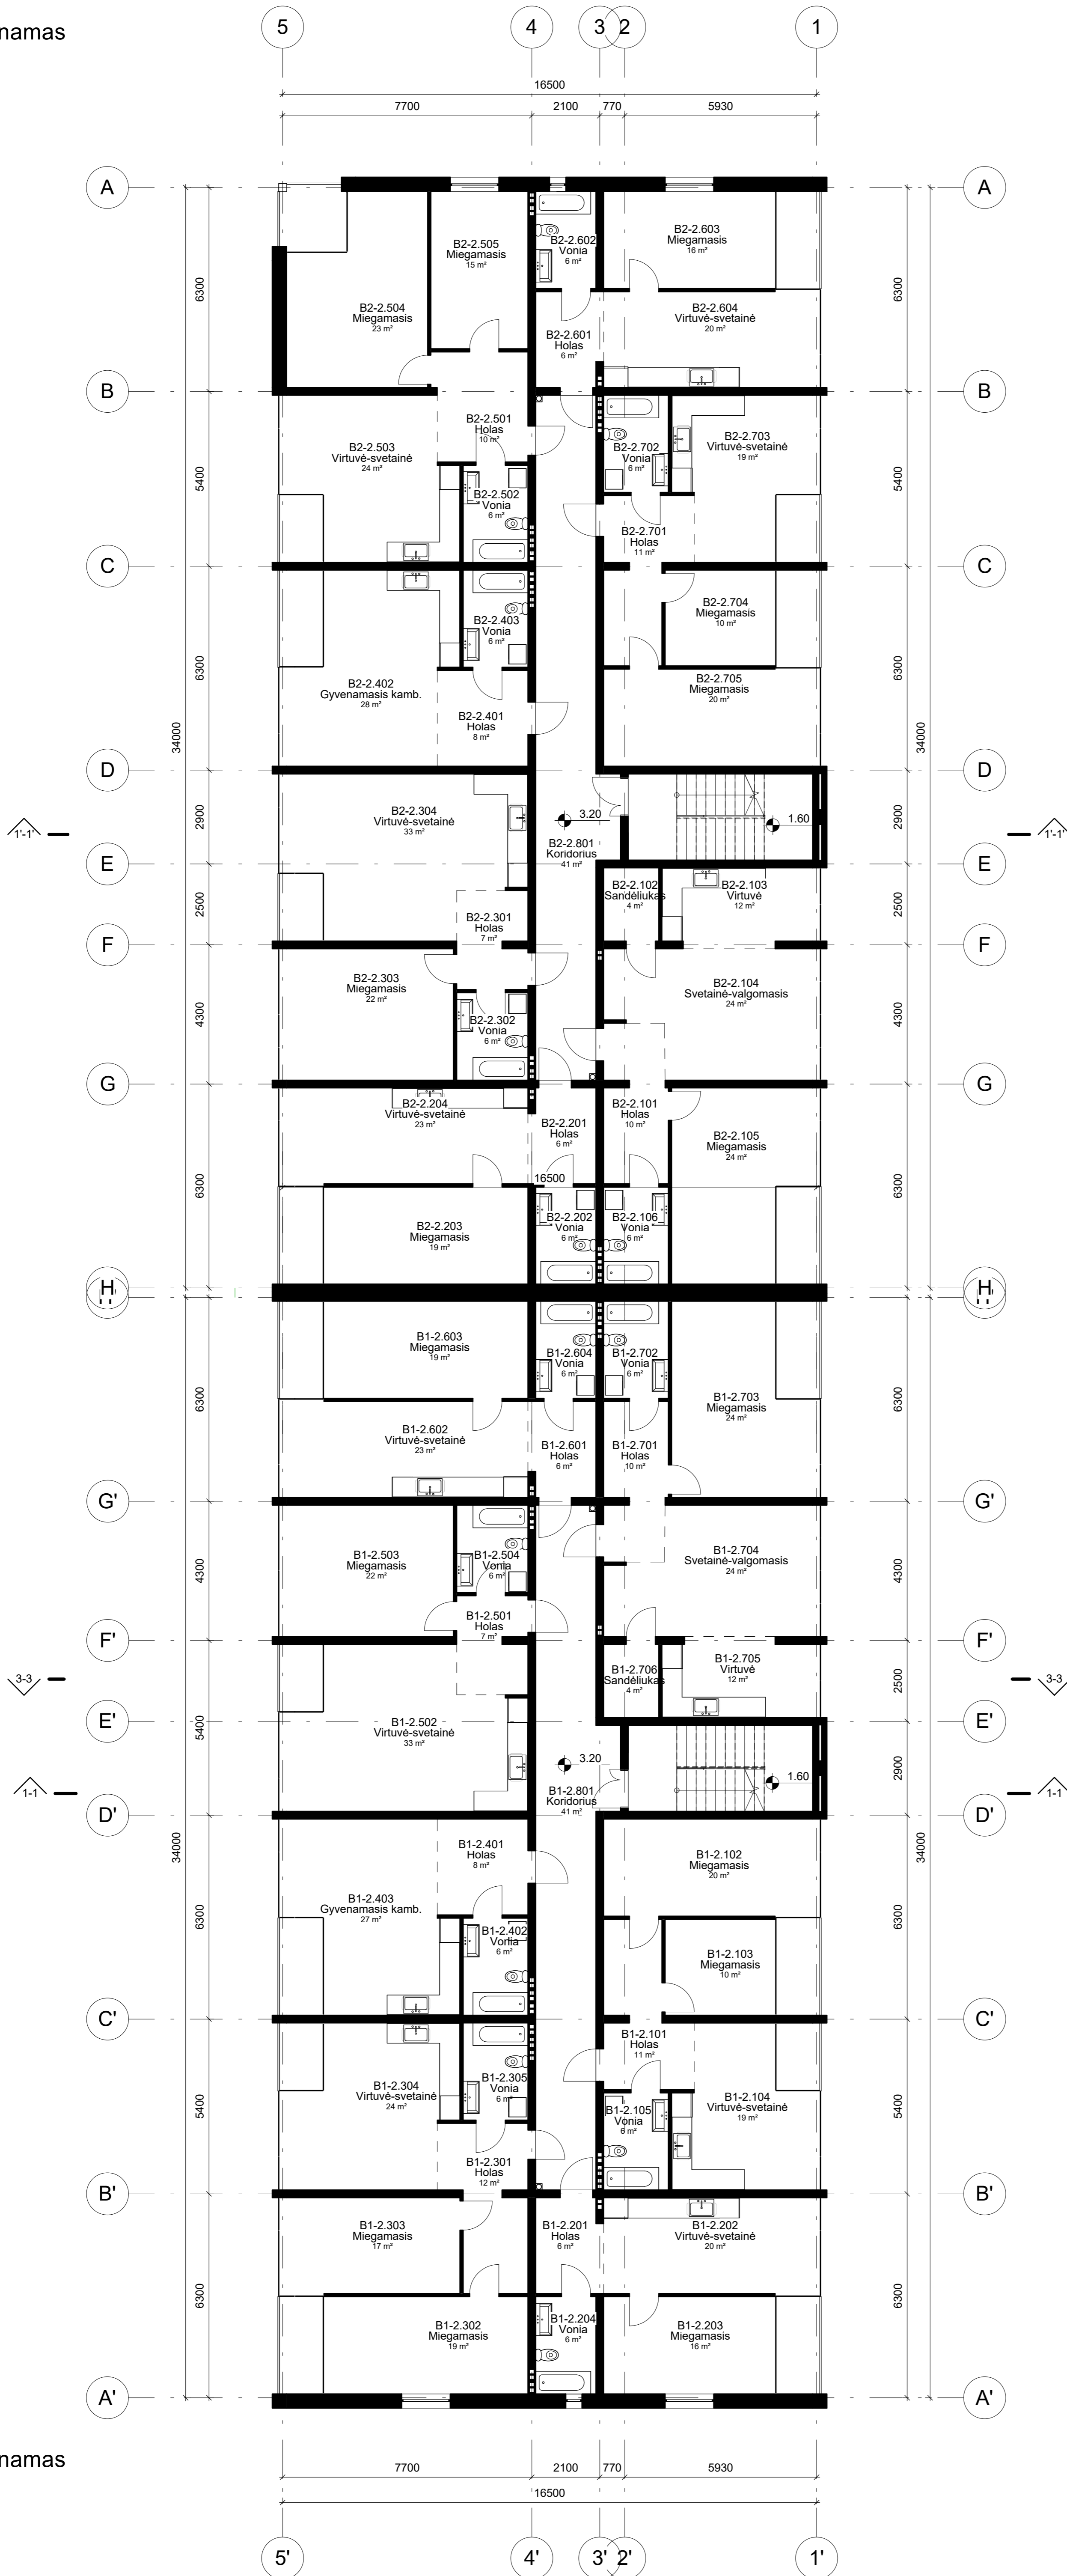 namas
5
4
3
2
1
16500
7700
2100
770
5930
A
A
B2-2.505
Miegamasis
15 m²
B2-2.602
Vonia
6 m²
B2-2.603
Miegamasis
16 m²
6300
6300
B2-2.504
Miegamasis
23 m²
B2-2.601
Holas
6 m²
B2-2.604
Virtuvė-svetainė
20 m²
B
B
B2-2.503
Virtuvė-svetainė
24 m²
B2-2.501
Holas
10 m²
B2-2.702
Vonia
6 m²
B2-2.703
Virtuvė-svetainė
19 m²
5400
5400
B2-2.502
Vonia
6 m²
B2-2.701
Holas
11 m²
C
C
B2-2.403
Vonia
6 m²
B2-2.704
Miegamasis
10 m²
6300
6300
B2-2.402
Gyvenamasis kamb.
28 m²
B2-2.401
Holas
8 m²
B2-2.705
Miegamasis
20 m²
34000
34000
D
D
B2-2.304
Virtuvė-svetainė
33 m²
3.20
1.60
2900
2900
1'-1'
1'-1'
B2-2.801
Koridorius
41 m²
E
E
B2-2.102
Sandėliukas
4 m²
B2-2.103
Virtuvė
12 m²
2500
2500
B2-2.301
Holas
7 m²
F
F
B2-2.303
Miegamasis
22 m²
B2-2.104
Svetainė-valgomasis
24 m²
4300
4300
B2-2.302
Vonia
6 m²
G
G
B2-2.204
Virtuvė-svetainė
23 m²
B2-2.201
Holas
6 m²
B2-2.101
Holas
10 m²
B2-2.105
Miegamasis
24 m²
6300
6300
16500
B2-2.203
Miegamasis
19 m²
B2-2.202
Vonia
6 m²
B2-2.106
Vonia
6 m²
H
H
B1-2.603
Miegamasis
19 m²
B1-2.604
Vonia
6 m²
B1-2.702
Vonia
6 m²
B1-2.703
Miegamasis
24 m²
6300
6300
B1-2.602
Virtuvė-svetainė
23 m²
B1-2.601
Holas
6 m²
B1-2.701
Holas
10 m²
G'
G'
B1-2.503
Miegamasis
22 m²
B1-2.504
Vonia
6 m²
B1-2.704
Svetainė-valgomasis
24 m²
4300
4300
B1-2.501
Holas
7 m²
F'
F'
B1-2.706
Sandėliukas
4 m²
B1-2.705
Virtuvė
12 m²
3-3
3-3
2500
E'
E'
5400
B1-2.502
Virtuvė-svetainė
33 m²
3.20
1.60
2900
1-1
1-1
B1-2.801
Koridorius
41 m²
D'
D'
34000
34000
B1-2.401
Holas
8 m²
B1-2.102
Miegamasis
20 m²
6300
6300
B1-2.403
Gyvenamasis kamb.
27 m²
B1-2.402
Vonia
6 m²
B1-2.103
Miegamasis
10 m²
C'
C'
B1-2.101
Holas
11 m²
B1-2.304
Virtuvė-svetainė
24 m²
B1-2.305
Vonia
6 m²
B1-2.105
Vonia
6 m²
B1-2.104
Virtuvė-svetainė
19 m²
5400
5400
B1-2.301
Holas
12 m²
B'
B'
B1-2.303
Miegamasis
17 m²
B1-2.201
Holas
6 m²
B1-2.202
Virtuvė-svetainė
20 m²
6300
6300
B1-2.302
Miegamasis
19 m²
B1-2.204
Vonia
6 m²
B1-2.203
Miegamasis
16 m²
A'
A'
namas
7700
2100
770
5930
16500
5'
4'
3'
2'
1'